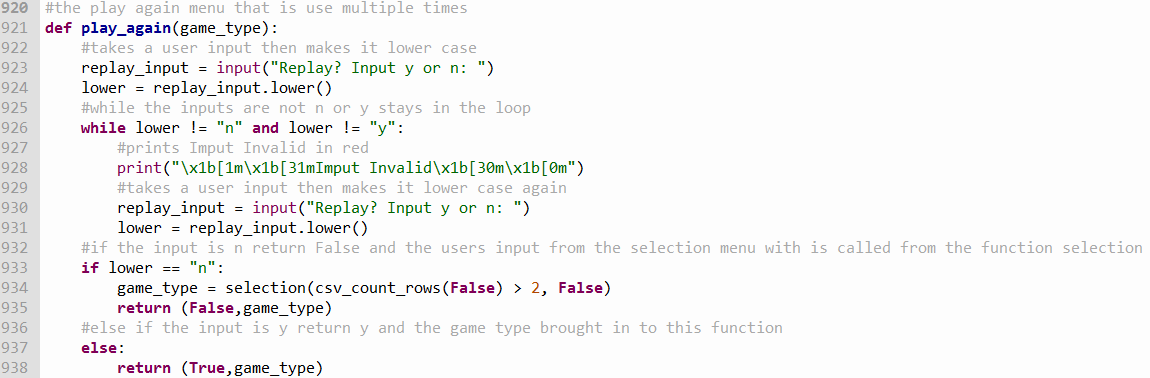 920 #the play again menu that is use multiple times
921 def play_again(game_type):
922     #takes a user input then makes it lower case
923     replay_input = input("Replay? Input y or n: ")
924     lower = replay_input.lower()
925     #while the inputs are not n or y stays in the loop
926     while lower != "n" and lower != "y":
927         #prints Imput Invalid in red
928         print("\x1b[1m\x1b[31mImput Invalid\x1b[30m\x1b[0m")
929         #takes a user input then makes it lower case again
930         replay_input = input("Replay? Input y or n: ")
931         lower = replay_input.lower()
932     #if the input is n return False and the users input from the selection menu with is called from the function selection
933     if lower == "n":
934         game_type = selection(csv_count_rows(False) > 2, False)
935         return (False,game_type)
936     #else if the input is y return y and the game type brought in to this function
937     else:
938         return (True,game_type)